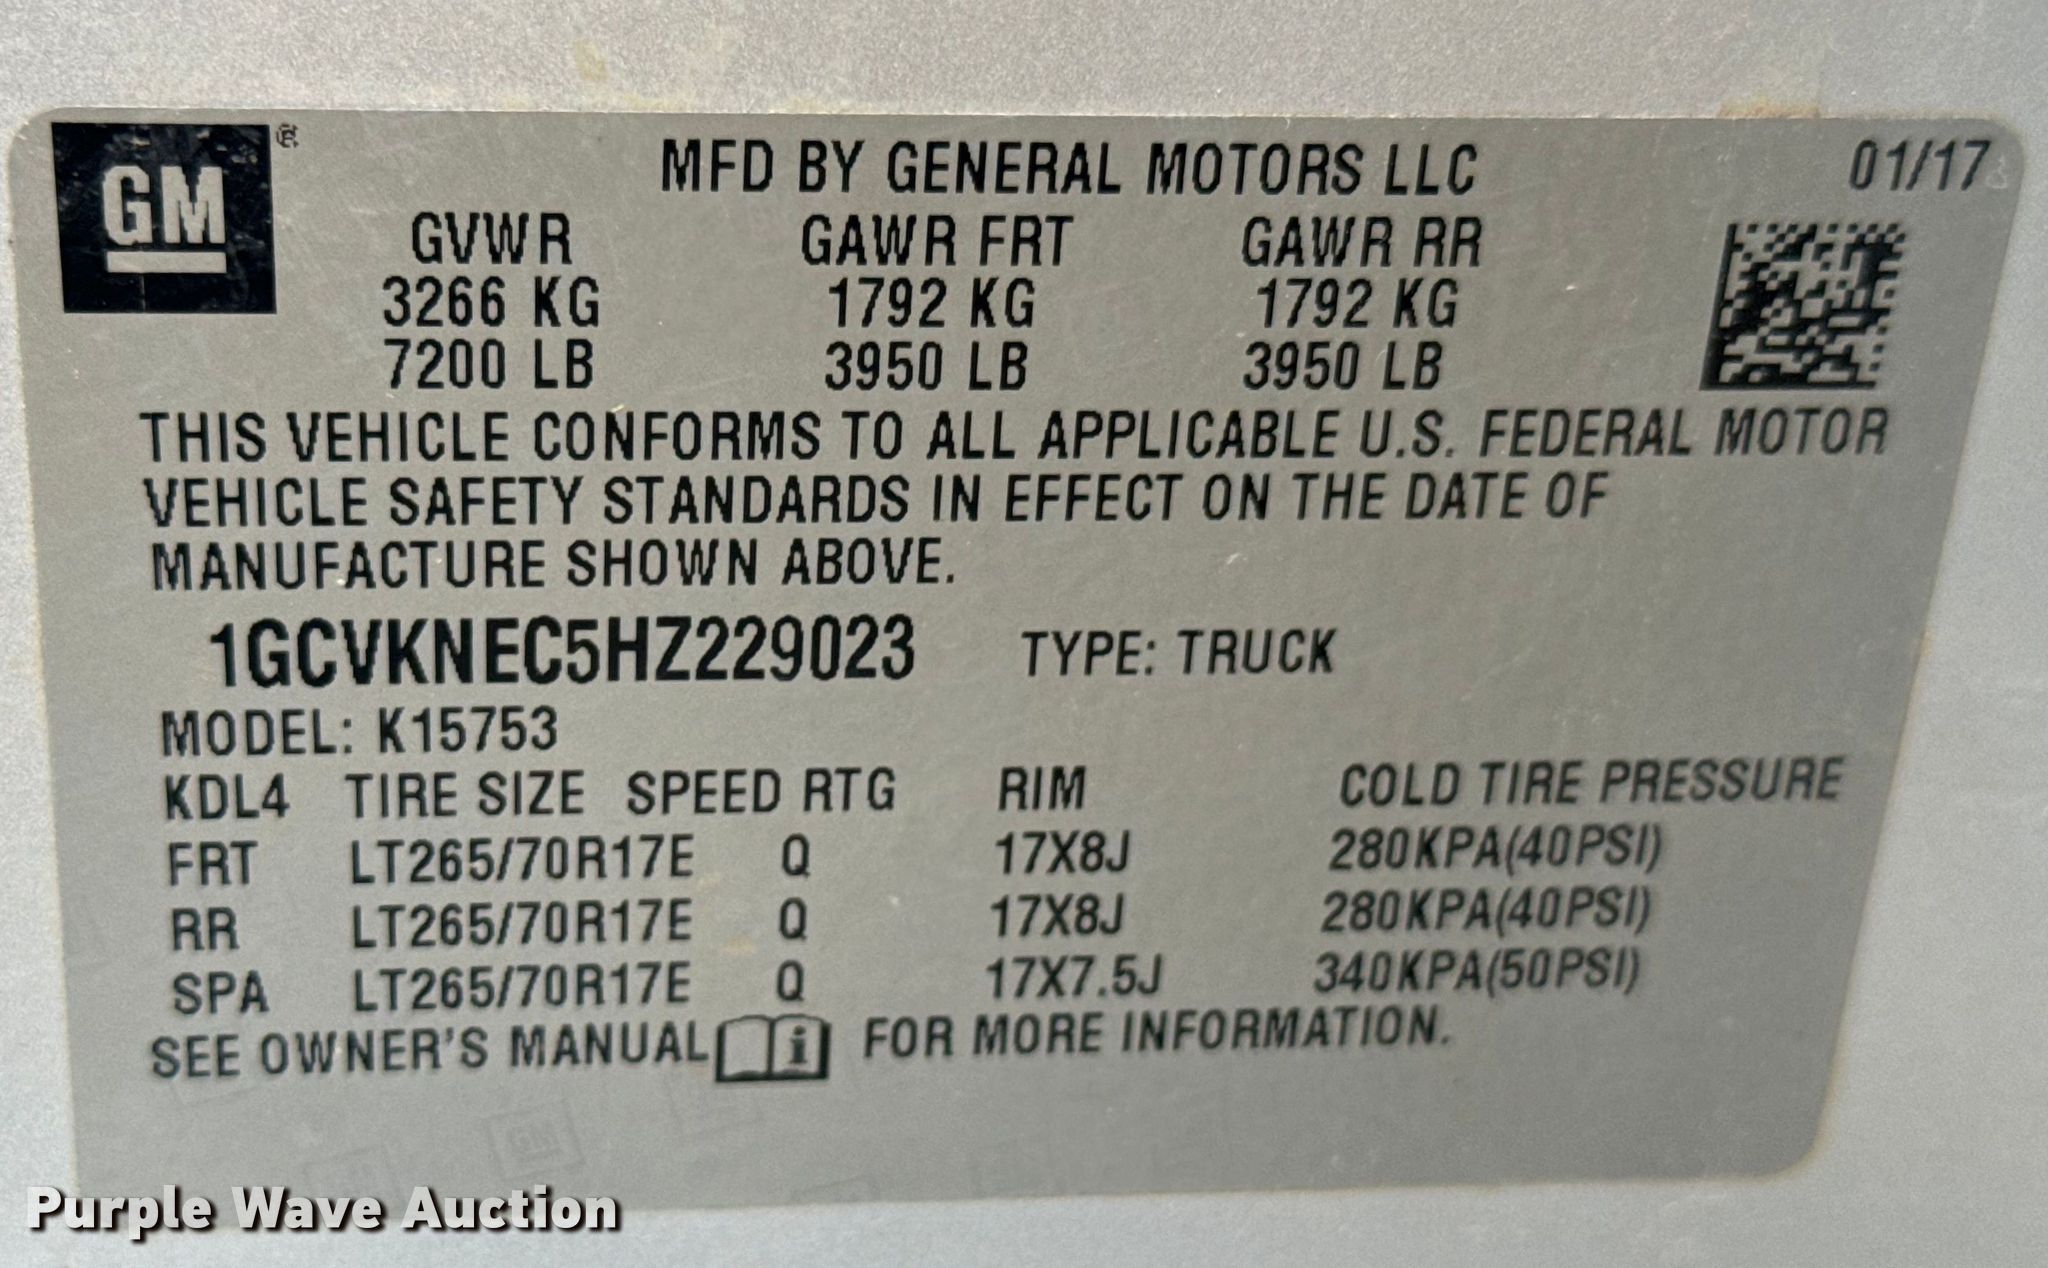 GM
MFD BY GENERAL MOTORS LLC 01/17
GVWR GAWR FRT GAWR RR
3266 KG 1792 KG 1792 KG
7200 LB 3950 LB 3950 LB
THIS VEHICLE CONFORMS TO ALL APPLICABLE U.S. FEDERAL MOTOR
VEHICLE SAFETY STANDARDS IN EFFECT ON THE DATE OF
MANUFACTURE SHOWN ABOVE.
1GCVKNEC5HZ229023 TYPE: TRUCK
MODEL: K15753
KDL4 TIRE SIZE SPEED RTG RIM COLD TIRE PRESSURE
FRT LT265/70R17E Q 17X8J 280KPA(40PSI)
RR LT265/70R17E Q 17X8J 280KPA(40PSI)
SPA LT265/70R17E Q 17X7.5J 340KPA(50PSI)
SEE OWNER'S MANUAL i FOR MORE INFORMATION.
GM
Purple Wave Auction